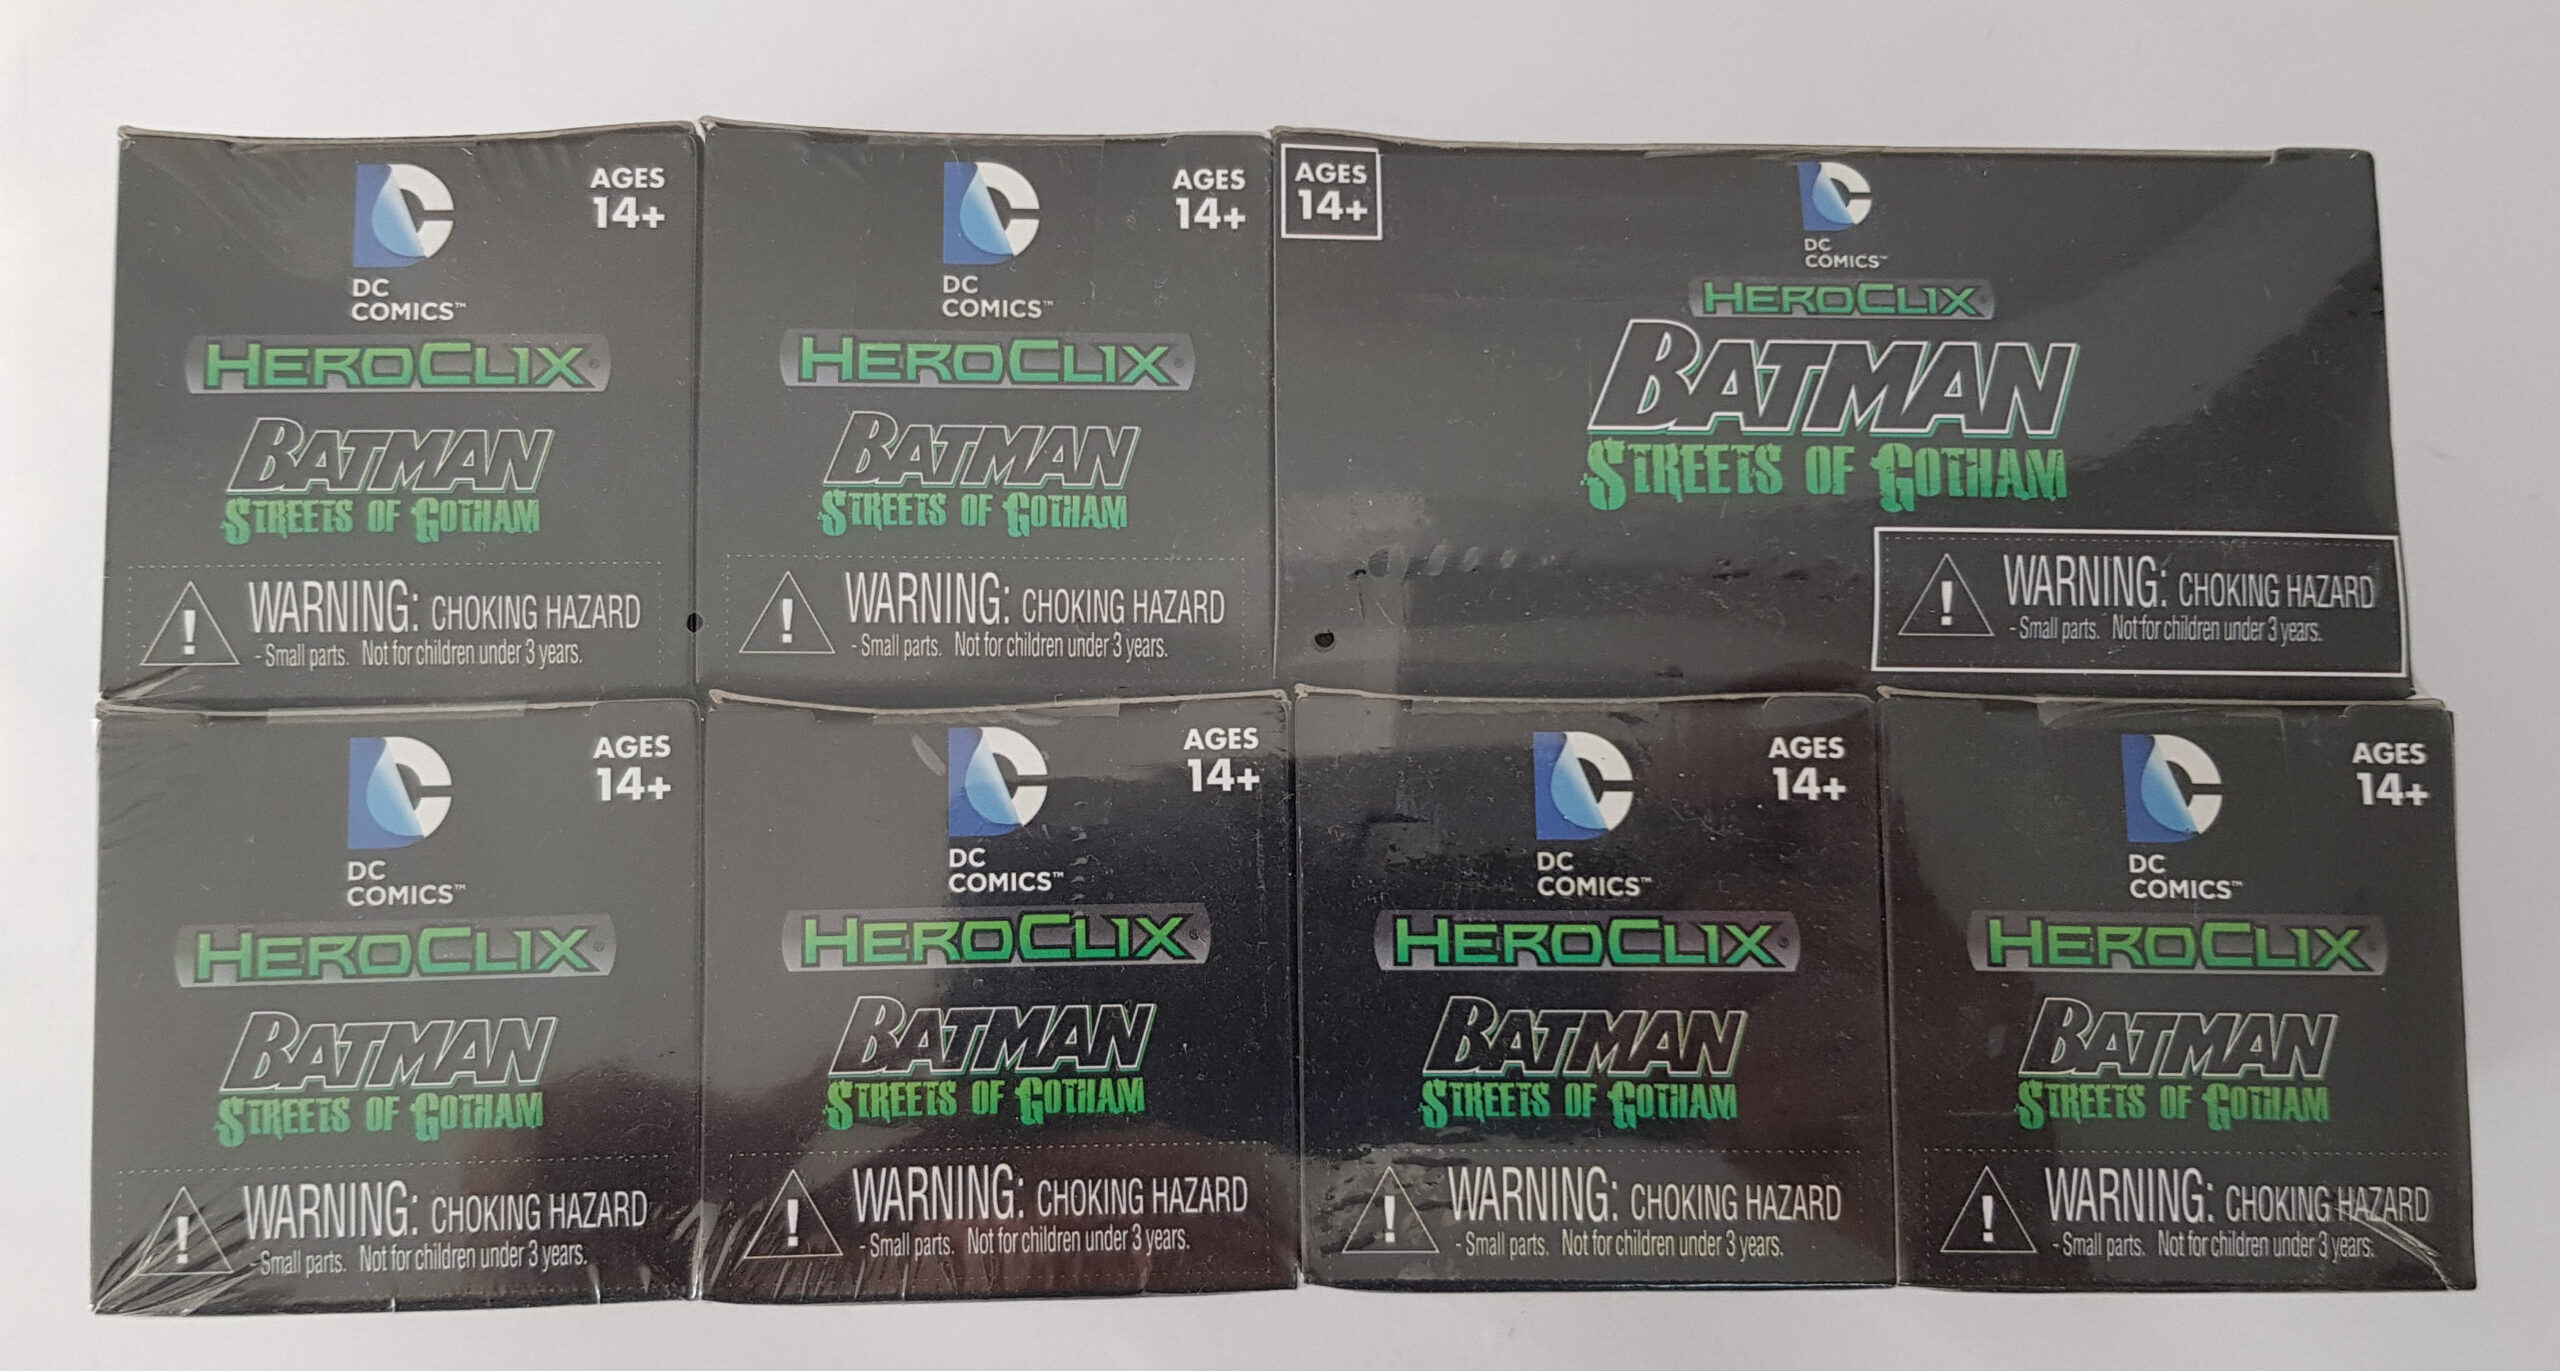 AGES
14+
DC
COMICS™
HEROCLIX®
BATMAN
STREETS OF GOTHAM
! WARNING: CHOKING HAZARD
- Small parts. Not for children under 3 years.
AGES
14+
DC
COMICS™
HEROCLIX®
BATMAN
STREETS OF GOTHAM
! WARNING: CHOKING HAZARD
- Small parts. Not for children under 3 years.
AGES
14+
DC
COMICS™
HEROCLIX
BATMAN
STREETS OF GOTHAM
! WARNING: CHOKING HAZARD
- Small parts. Not for children under 3 years.
AGES
14+
DC
COMICS™
HEROCLIX®
BATMAN
STREETS OF GOTHAM
! WARNING: CHOKING HAZARD
- Small parts. Not for children under 3 years.
AGES
14+
DC
COMICS™
HEROCLIX®
BATMAN
STREETS OF GOTHAM
! WARNING: CHOKING HAZARD
- Small parts. Not for children under 3 years.
AGES
14+
DC
COMICS™
HEROCLIX®
BATMAN
STREETS OF GOTHAM
! WARNING: CHOKING HAZARD
- Small parts. Not for children under 3 years.
AGES
14+
DC
COMICS™
HEROCLIX®
BATMAN
STREETS OF GOTHAM
! WARNING: CHOKING HAZARD
- Small parts. Not for children under 3 years.